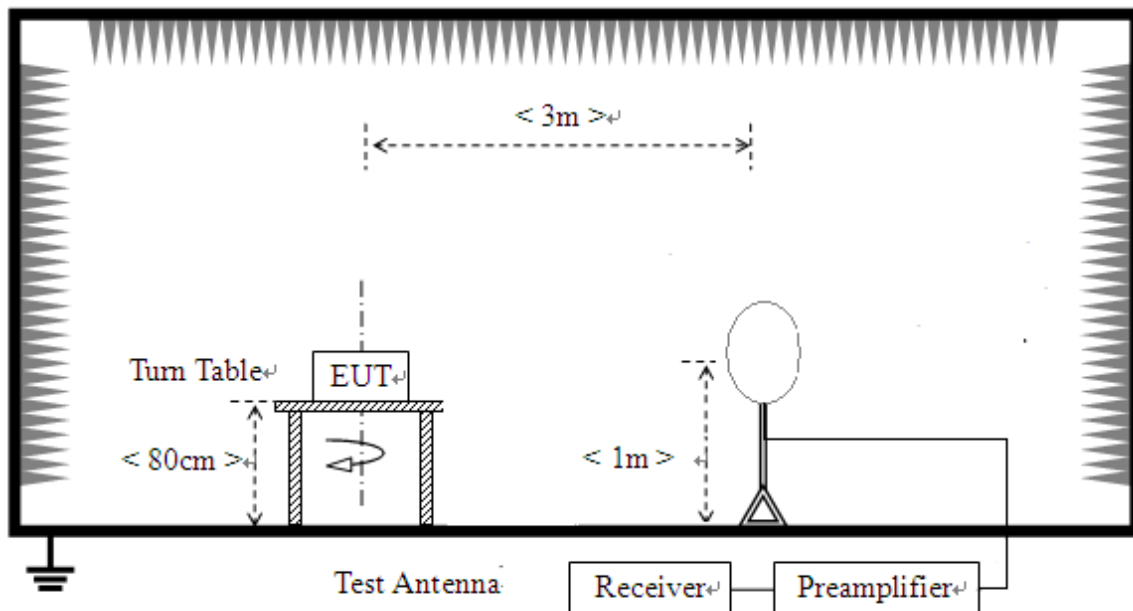 < 3m >↵
Turn Table↵
EUT↵
< 80cm >↵
< 1m >↵
Test Antenna
Receiver↵
Preamplifier↵